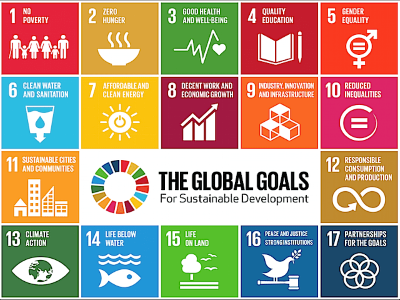 1 NO
POVERTY
2 ZERO
HUNGER
3 GOOD HEALTH
AND WELL-BEING
4 QUALITY
EDUCATION
5 GENDER
EQUALITY
6 CLEAN WATER
AND SANITATION
7 AFFORDABLE AND
CLEAN ENERGY
8 DECENT WORK AND
ECONOMIC GROWTH
9 INDUSTRY, INNOVATION
AND INFRASTRUCTURE
10 REDUCED
INEQUALITIES
11 SUSTAINABLE CITIES
AND COMMUNITIES
THE GLOBAL GOALS
For Sustainable Development
12 RESPONSIBLE
CONSUMPTION
AND PRODUCTION
13 CLIMATE
ACTION
14 LIFE BELOW
WATER
15 LIFE
ON LAND
16 PEACE AND JUSTICE
STRONG INSTITUTIONS
17 PARTNERSHIPS
FOR THE GOALS